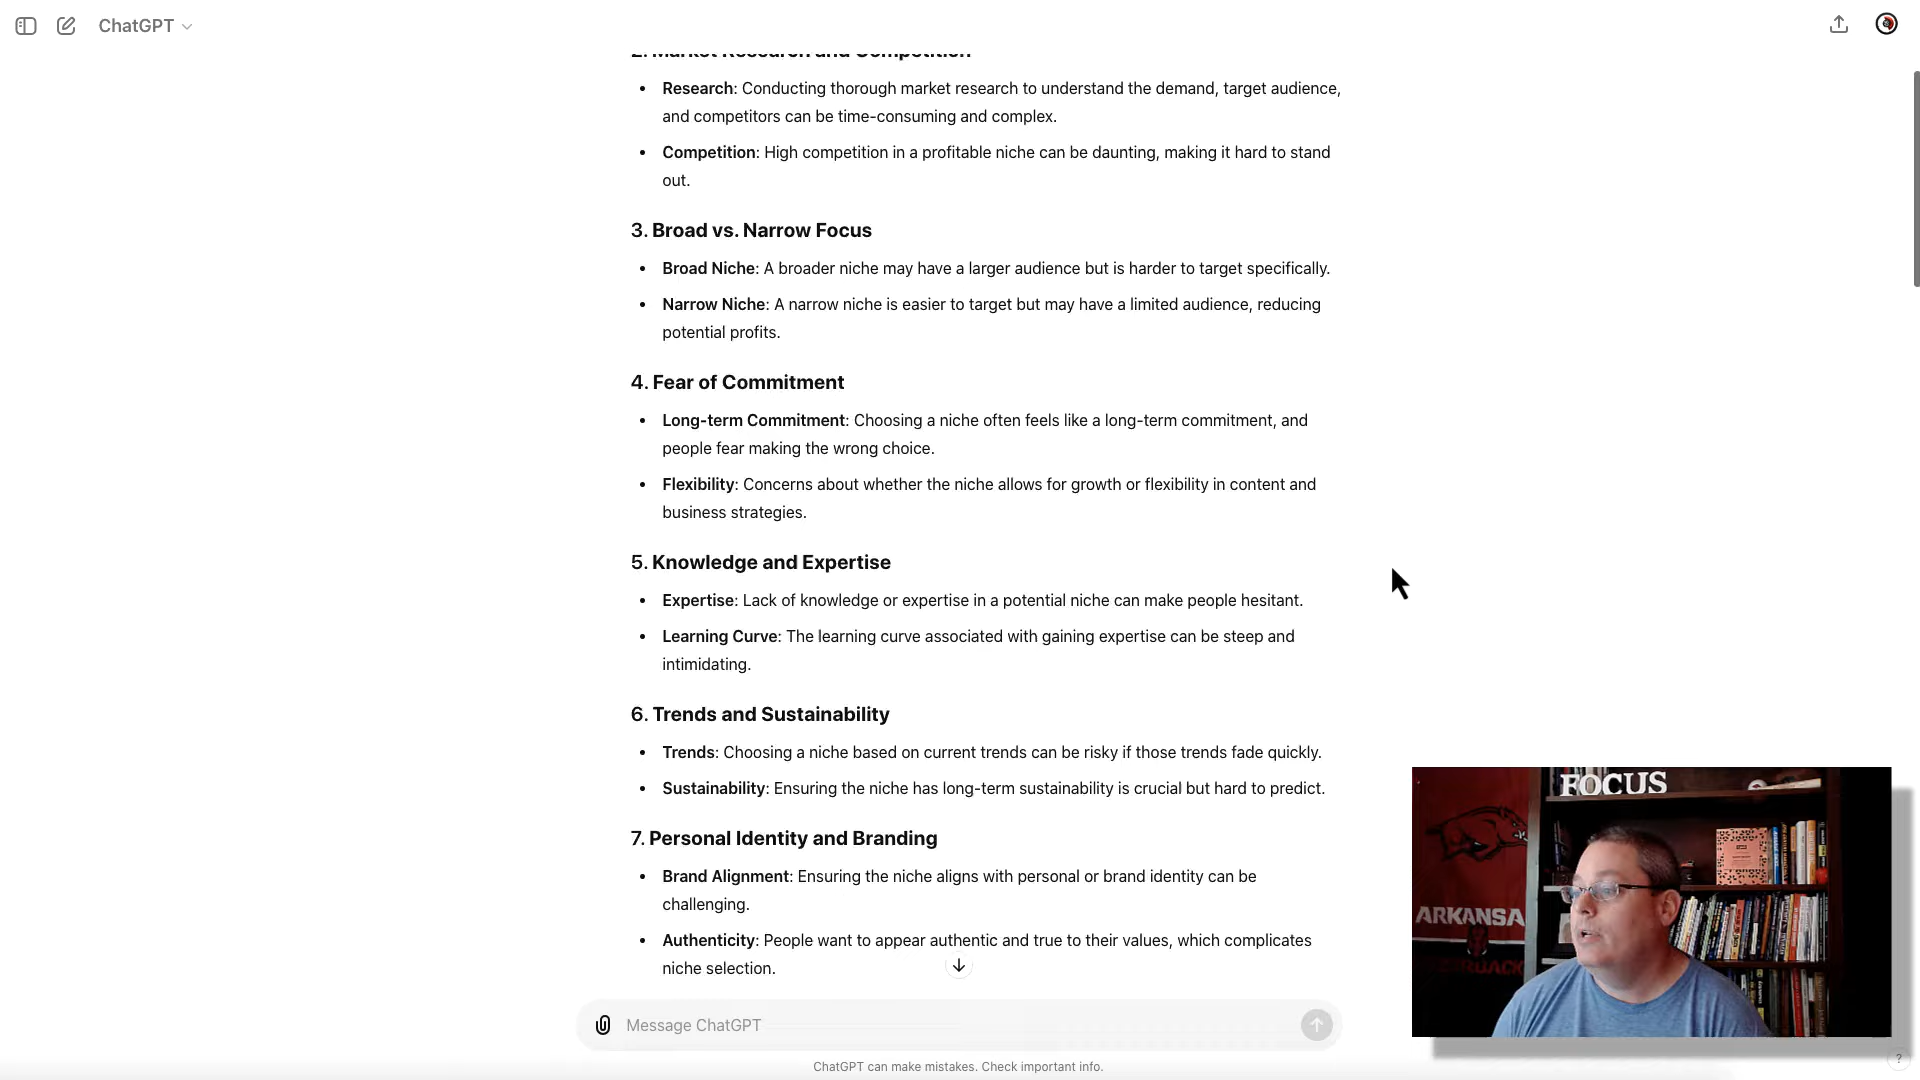 ChatGPT
2. Market Research and Competition
• Research: Conducting thorough market research to understand the demand, target audience,
and competitors can be time-consuming and complex.
• Competition: High competition in a profitable niche can be daunting, making it hard to stand
out.
3. Broad vs. Narrow Focus
• Broad Niche: A broader niche may have a larger audience but is harder to target specifically.
• Narrow Niche: A narrow niche is easier to target but may have a limited audience, reducing
potential profits.
4. Fear of Commitment
• Long-term Commitment: Choosing a niche often feels like a long-term commitment, and
people fear making the wrong choice.
• Flexibility: Concerns about whether the niche allows for growth or flexibility in content and
business strategies.
5. Knowledge and Expertise
• Expertise: Lack of knowledge or expertise in a potential niche can make people hesitant.
• Learning Curve: The learning curve associated with gaining expertise can be steep and
intimidating.
6. Trends and Sustainability
• Trends: Choosing a niche based on current trends can be risky if those trends fade quickly.
• Sustainability: Ensuring the niche has long-term sustainability is crucial but hard to predict.
7. Personal Identity and Branding
• Brand Alignment: Ensuring the niche aligns with personal or brand identity can be
challenging.
• Authenticity: People want to appear authentic and true to their values, which complicates
niche selection.
Message ChatGPT
ChatGPT can make mistakes. Check important info.
?
FOCUS
ARKANSA